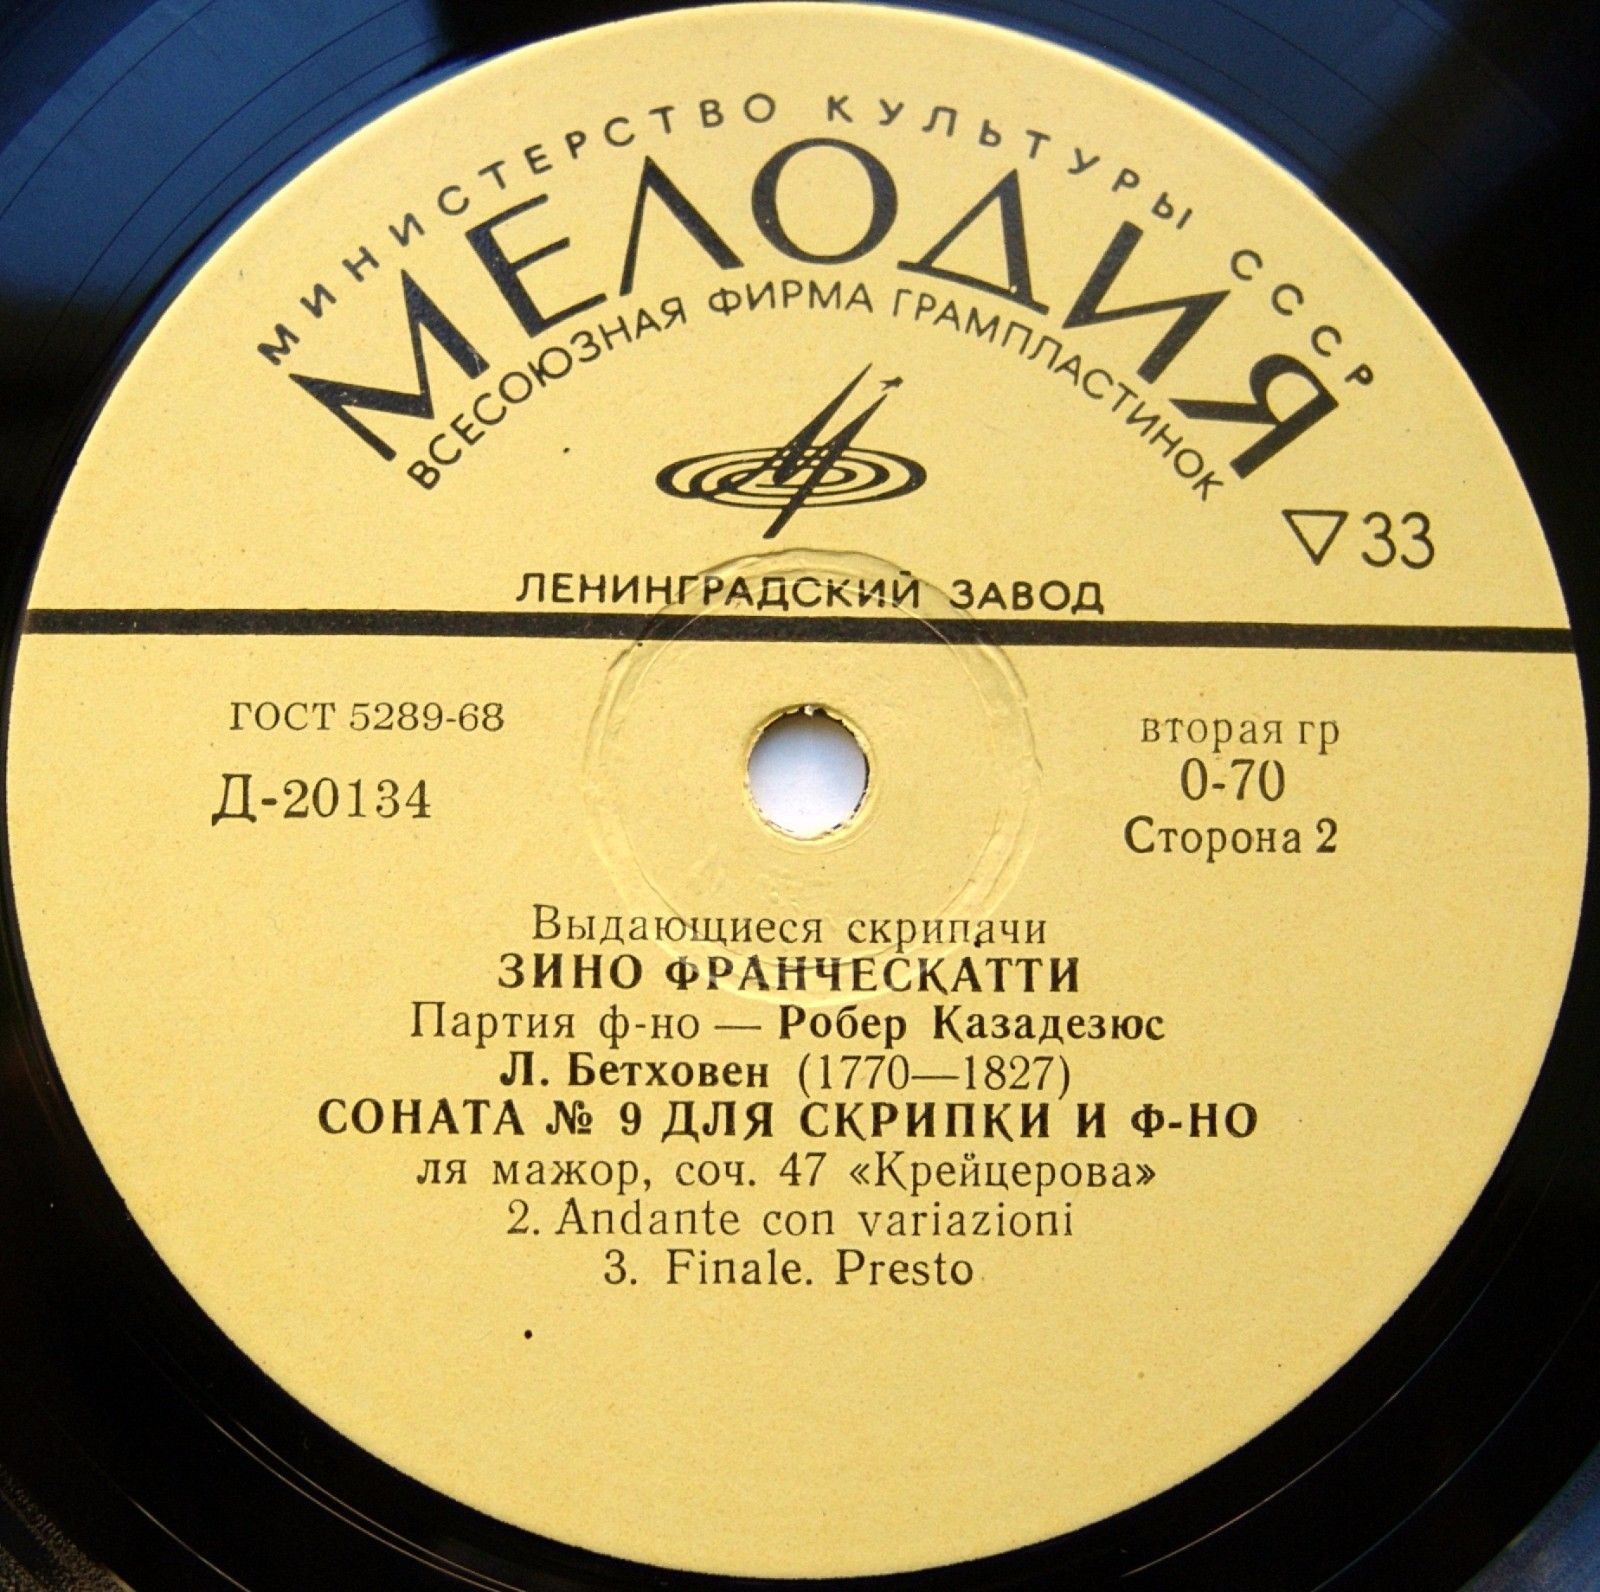 МИНИСТЕРСТВО КУЛЬТУРЫ СССР
МЕЛОДИЯ
ВСЕСОЮЗНАЯ ФИРМА ГРАМПЛАСТИНОК
▽33
ЛЕНИНГРАДСКИЙ ЗАВОД
ГОСТ 5289-68
Д-20134
вторая гр
0-70
Сторона 2
Выдающиеся скрипачи
ЗИНО ФРАНЧЕСКАТТИ
Партия ф-но — Робер Казадезюс
Л. Бетховен (1770—1827)
СОНАТА № 9 ДЛЯ СКРИПКИ И Ф-НО
ля мажор, соч. 47 «Крейцерова»
2. Andante con variazioni
3. Finale. Presto